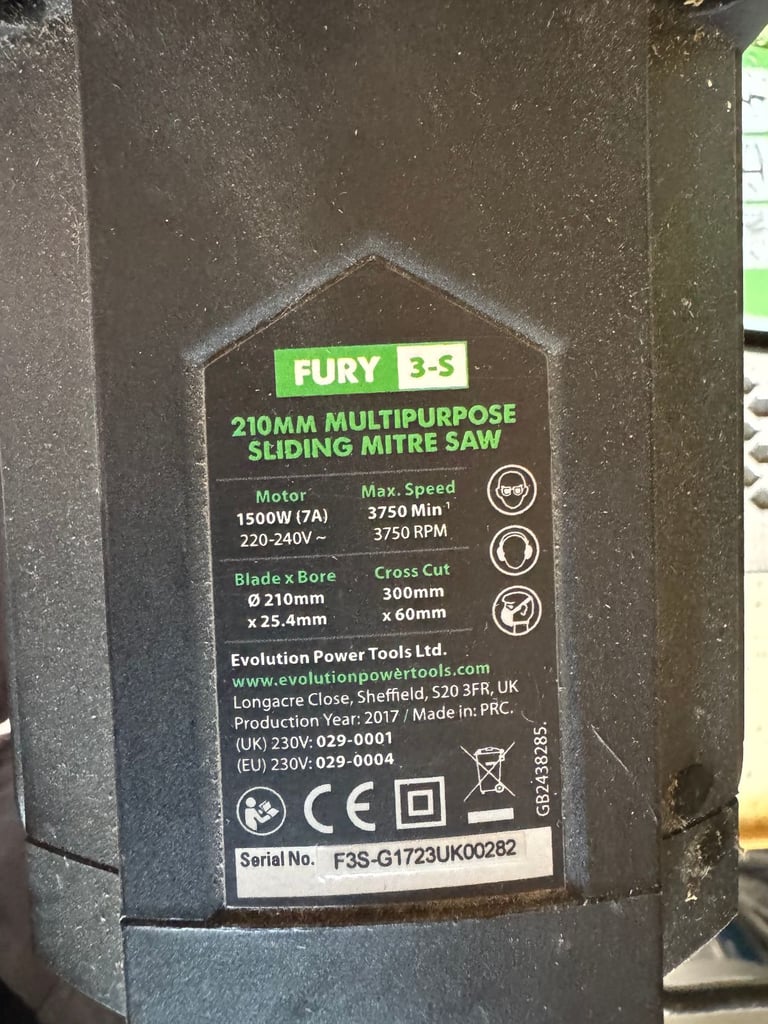 FURY 3-S
210MM MULTIPURPOSE
SLIDING MITRE SAW
Motor
1500W (7A)
220-240V ~
Max. Speed
3750 Min⁻¹
3750 RPM
Blade x Bore
Ø 210mm
x 25.4mm
Cross Cut
300mm
x 60mm
Evolution Power Tools Ltd.
www.evolutionpowertools.com
Longacre Close, Sheffield, S20 3FR, UK
Production Year: 2017 / Made in: PRC.
(UK) 230V: 029-0001
(EU) 230V: 029-0004
CE
GB2438285.
Serial No. F3S-G1723UK00282